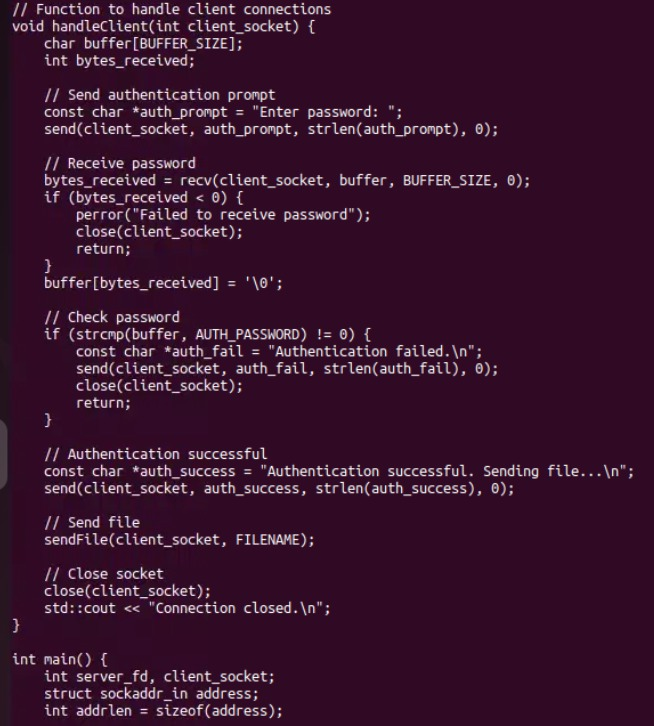 // Function to handle client connections
void handleClient(int client_socket) {
    char buffer[BUFFER_SIZE];
    int bytes_received;

    // Send authentication prompt
    const char *auth_prompt = "Enter password: ";
    send(client_socket, auth_prompt, strlen(auth_prompt), 0);

    // Receive password
    bytes_received = recv(client_socket, buffer, BUFFER_SIZE, 0);
    if (bytes_received < 0) {
        perror("Failed to receive password");
        close(client_socket);
        return;
    }
    buffer[bytes_received] = '\0';

    // Check password
    if (strcmp(buffer, AUTH_PASSWORD) != 0) {
        const char *auth_fail = "Authentication failed.\n";
        send(client_socket, auth_fail, strlen(auth_fail), 0);
        close(client_socket);
        return;
    }

    // Authentication successful
    const char *auth_success = "Authentication successful. Sending file...\n";
    send(client_socket, auth_success, strlen(auth_success), 0);

    // Send file
    sendFile(client_socket, FILENAME);

    // Close socket
    close(client_socket);
    std::cout << "Connection closed.\n";
}

int main() {
    int server_fd, client_socket;
    struct sockaddr_in address;
    int addrlen = sizeof(address);